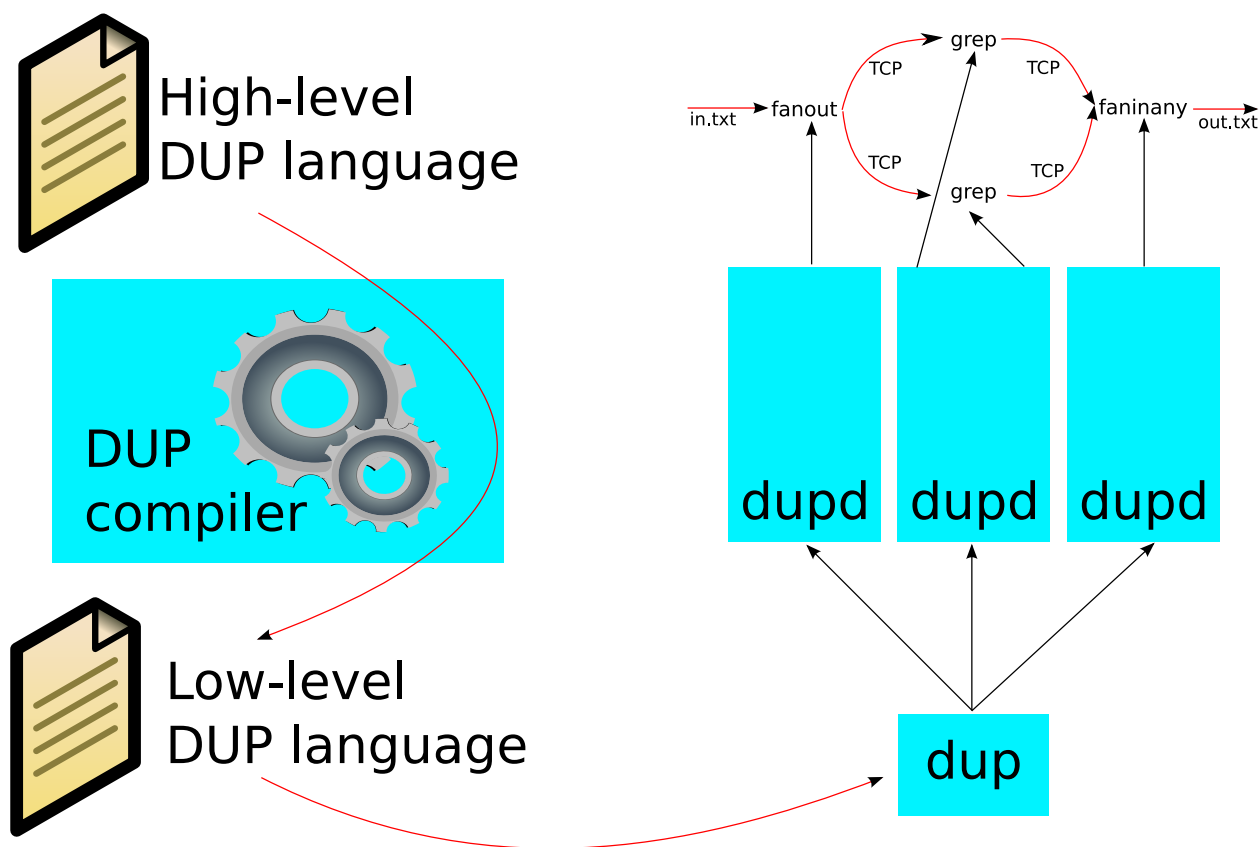 High-level
DUP language
DUP
compiler
Low-level
DUP language
grep
TCP
TCP
in.txt
fanout
faninany
out.txt
TCP
TCP
grep
dupd
dupd
dupd
dup